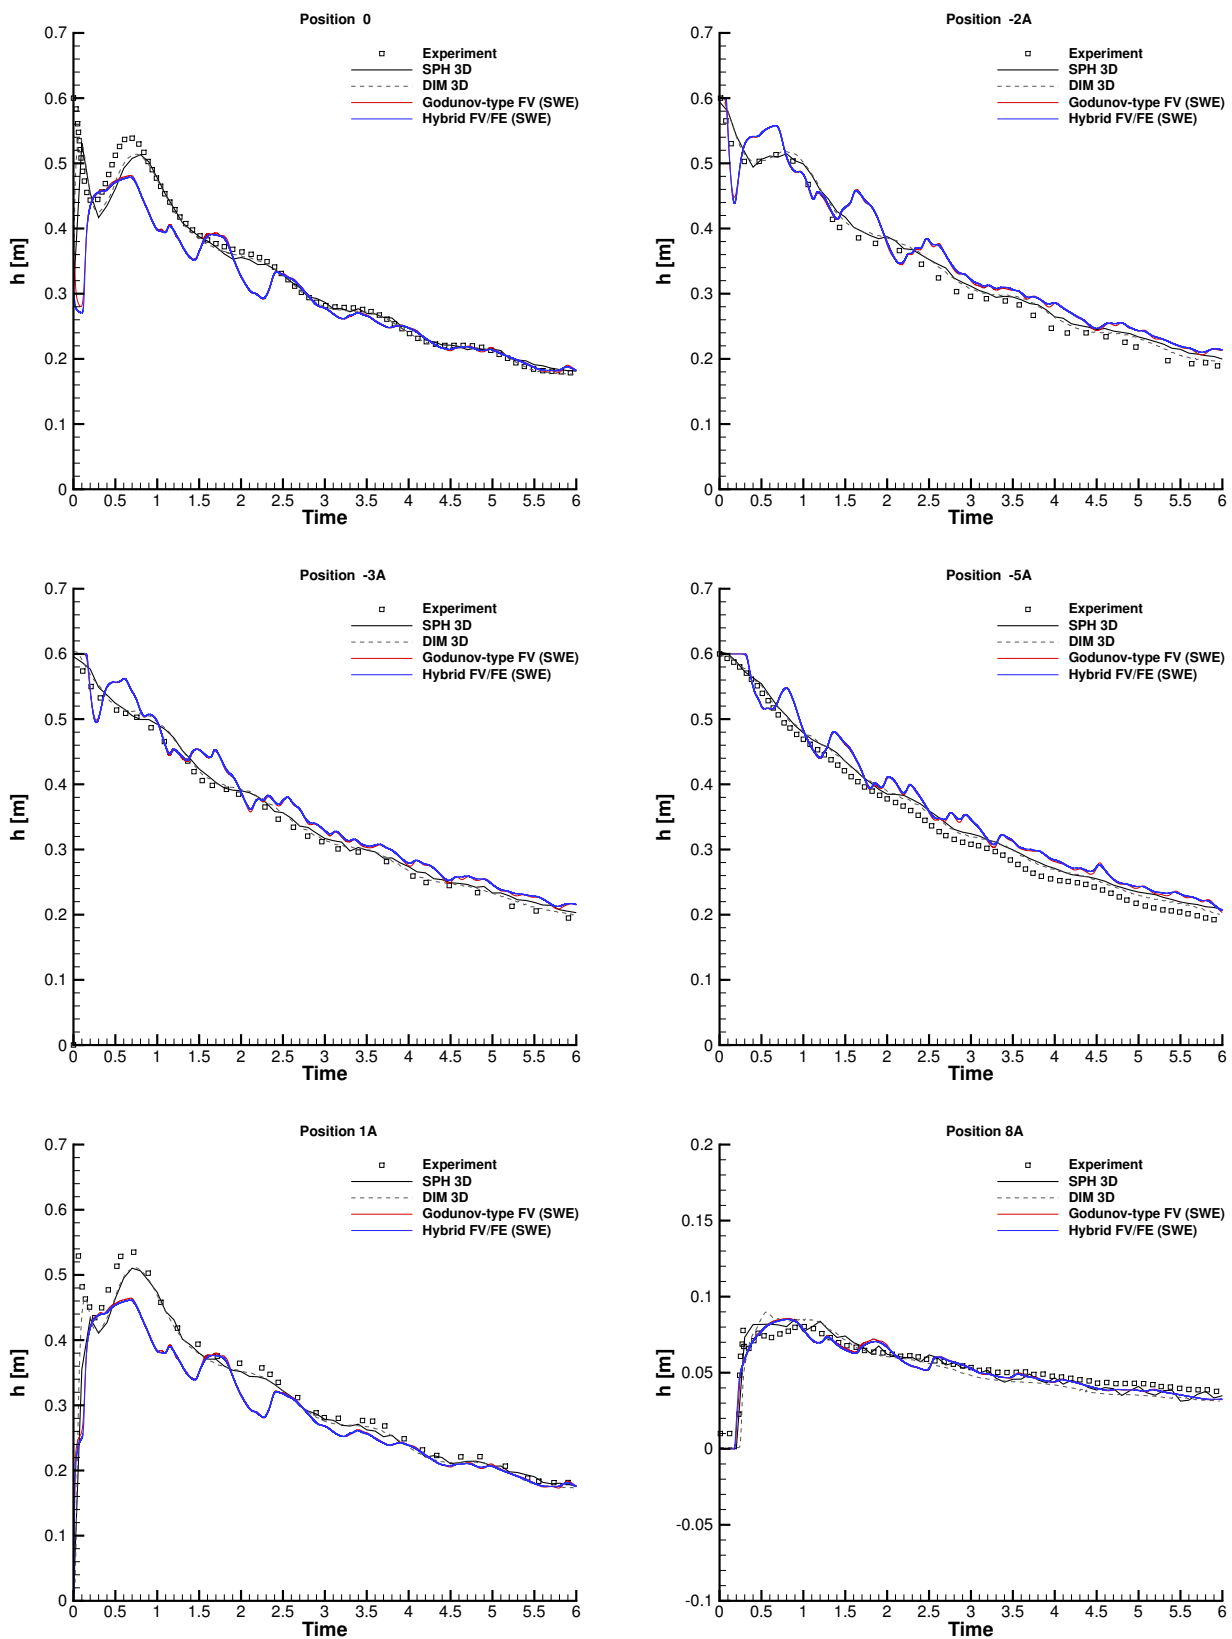 Position 0
0.7
0.6
0.5
0.4
0.3
0.2
0.1
0
h [m]
Experiment
SPH 3D
DIM 3D
Godunov-type FV (SWE)
Hybrid FV/FE (SWE)
0 0.5 1 1.5 2 2.5 3 3.5 4 4.5 5 5.5 6
Time
Position -2A
0.7
0.6
0.5
0.4
0.3
0.2
0.1
0
h [m]
Experiment
SPH 3D
DIM 3D
Godunov-type FV (SWE)
Hybrid FV/FE (SWE)
0 0.5 1 1.5 2 2.5 3 3.5 4 4.5 5 5.5 6
Time
Position -3A
0.7
0.6
0.5
0.4
0.3
0.2
0.1
0
h [m]
Experiment
SPH 3D
DIM 3D
Godunov-type FV (SWE)
Hybrid FV/FE (SWE)
0 0.5 1 1.5 2 2.5 3 3.5 4 4.5 5 5.5 6
Time
Position -5A
0.7
0.6
0.5
0.4
0.3
0.2
0.1
0
h [m]
Experiment
SPH 3D
DIM 3D
Godunov-type FV (SWE)
Hybrid FV/FE (SWE)
0 0.5 1 1.5 2 2.5 3 3.5 4 4.5 5 5.5 6
Time
Position 1A
0.7
0.6
0.5
0.4
0.3
0.2
0.1
0
h [m]
Experiment
SPH 3D
DIM 3D
Godunov-type FV (SWE)
Hybrid FV/FE (SWE)
0 0.5 1 1.5 2 2.5 3 3.5 4 4.5 5 5.5 6
Time
Position 8A
0.2
0.15
0.1
0.05
0
-0.05
-0.1
h [m]
Experiment
SPH 3D
DIM 3D
Godunov-type FV (SWE)
Hybrid FV/FE (SWE)
0 0.5 1 1.5 2 2.5 3 3.5 4 4.5 5 5.5 6
Time